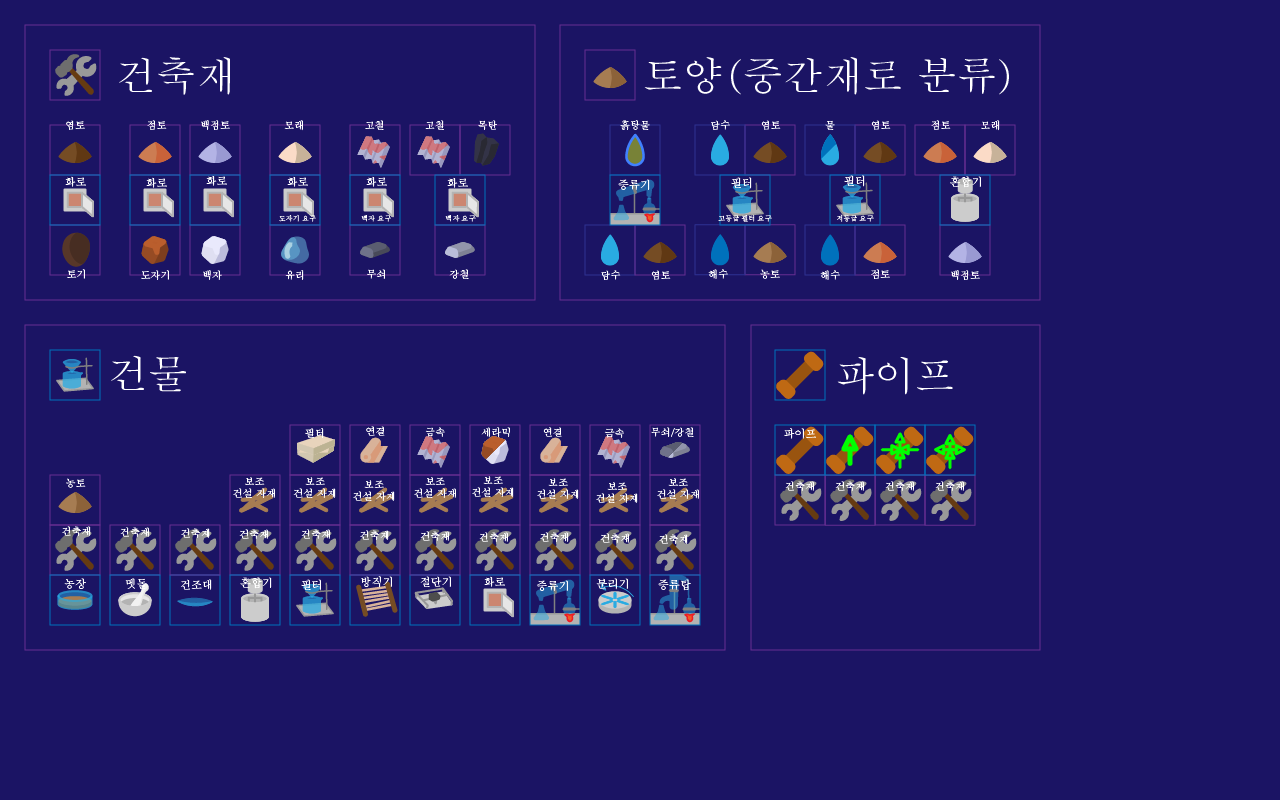 건축재
염토 점토 백점토 모래 고철 고철 목탄
화로 화로 화로 화로 화로 화로
도자기 요구 백자 요구 백자 요구
토기 도자기 백자 유리 무쇠 강철
토양(중간재로 분류)
흙탕물 담수 염토 물 염토 점토 모래
증류기 필터 필터 혼합기
고등급 필터 요구 저등급 요구
담수 염토 해수 농토 해수 점토 백점토
건물
필터 연결 금속 세라믹 연결 금속 무쇠/강철
농토 보조 보조 보조 보조 보조 보조 보조 보조
건설 자재 건설 자재 건설 자재 건설 자재 건설 자재 건설 자재 건설 자재 건설 자재
건축재 건축재 건축재 건축재 건축재 건축재 건축재 건축재 건축재 건축재 건축재
농장 맷돌 건조대 혼합기 필터 방직기 절단기 화로 증류기 분리기 증류탑
파이프
파이프
건축재 건축재 건축재 건축재